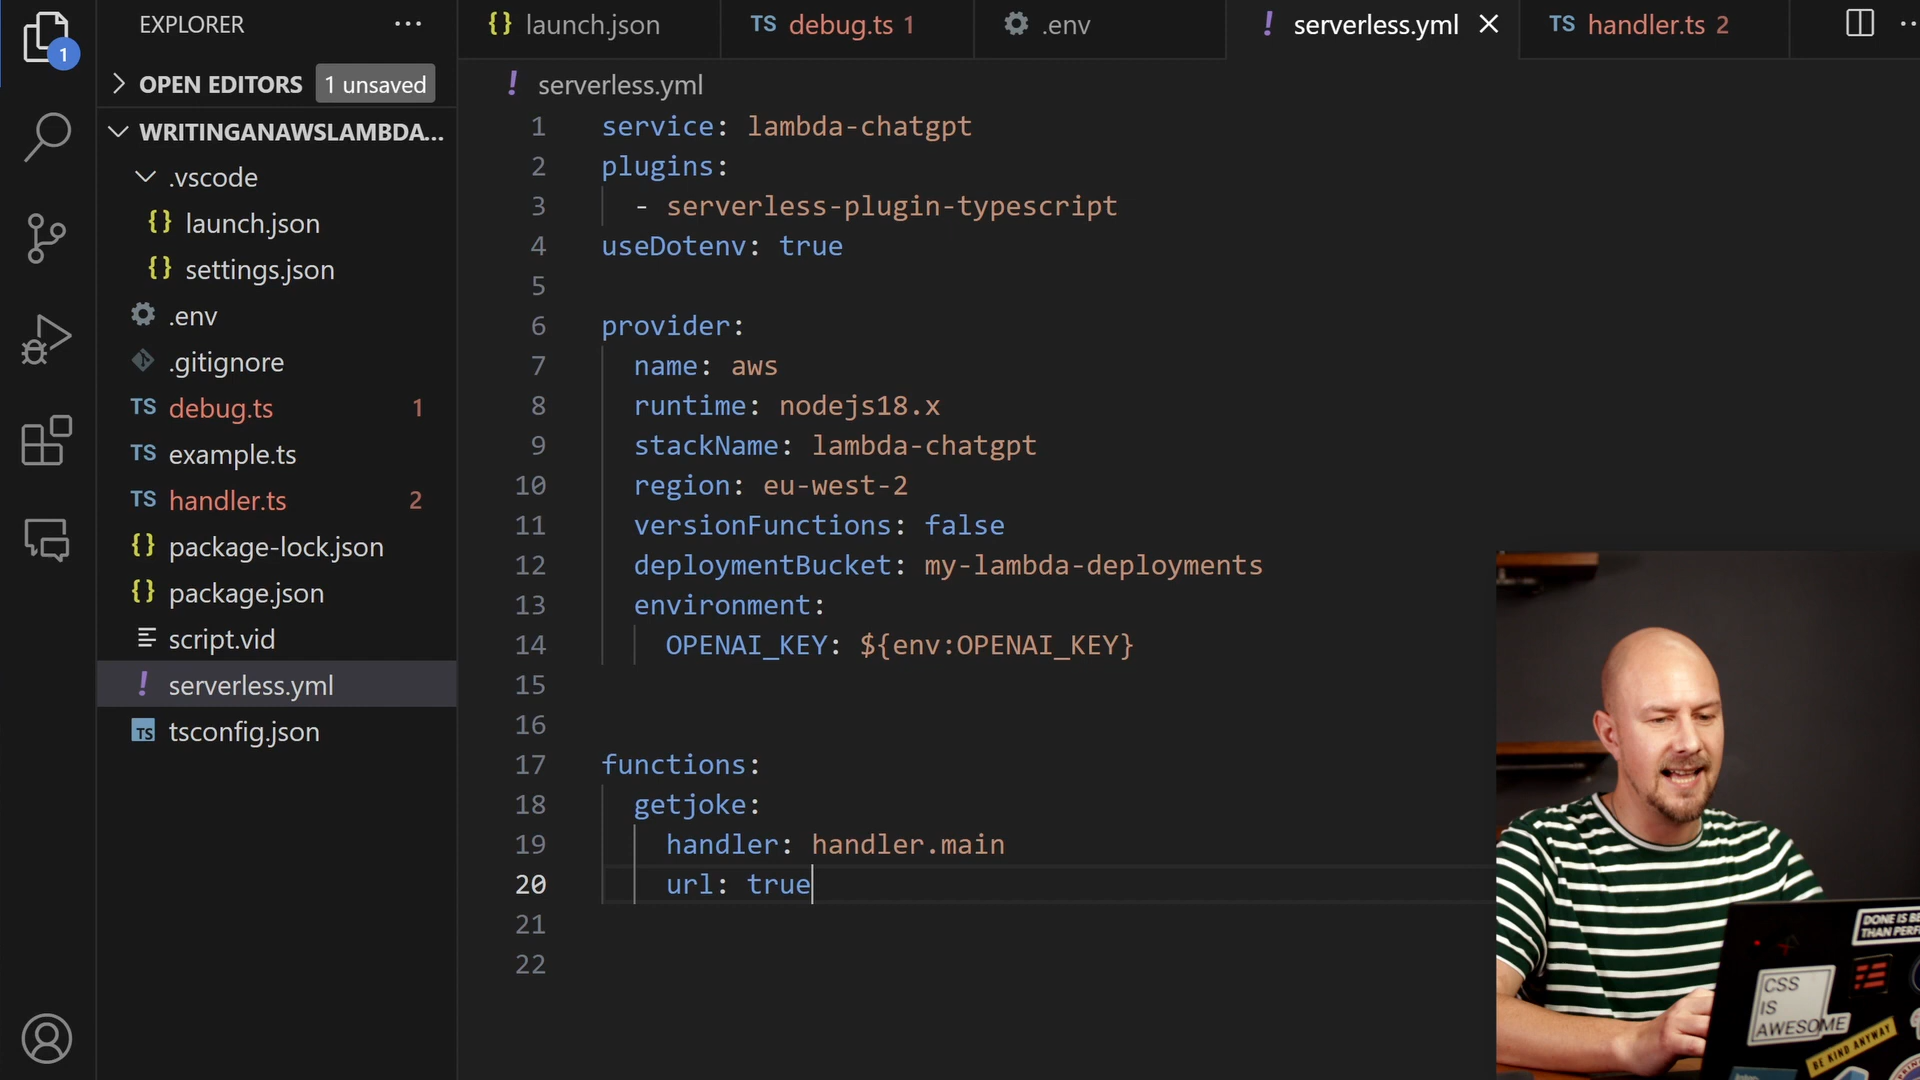 EXPLORER
OPEN EDITORS
1 unsaved
WRITINGANAWSLAMBDA...
.vscode
launch.json
settings.json
.env
.gitignore
debug.ts 1
example.ts
handler.ts 2
package-lock.json
package.json
script.vid
serverless.yml
tsconfig.json
1
launch.json
debug.ts 1
.env
serverless.yml
handler.ts 2
serverless.yml
1 service: lambda-chatgpt
2 plugins:
3 - serverless-plugin-typescript
4 useDotenv: true
5
6 provider:
7 name: aws
8 runtime: nodejs18.x
9 stackName: lambda-chatgpt
10 region: eu-west-2
11 versionFunctions: false
12 deploymentBucket: my-lambda-deployments
13 environment:
14 OPENAI_KEY: ${env:OPENAI_KEY}
15
16
17 functions:
18 getjoke:
19 handler: handler.main
20 url: true
21
22
DONE IS BE
THAN PERF
CSS
IS
AWESOME
BE KIND ANYWAY